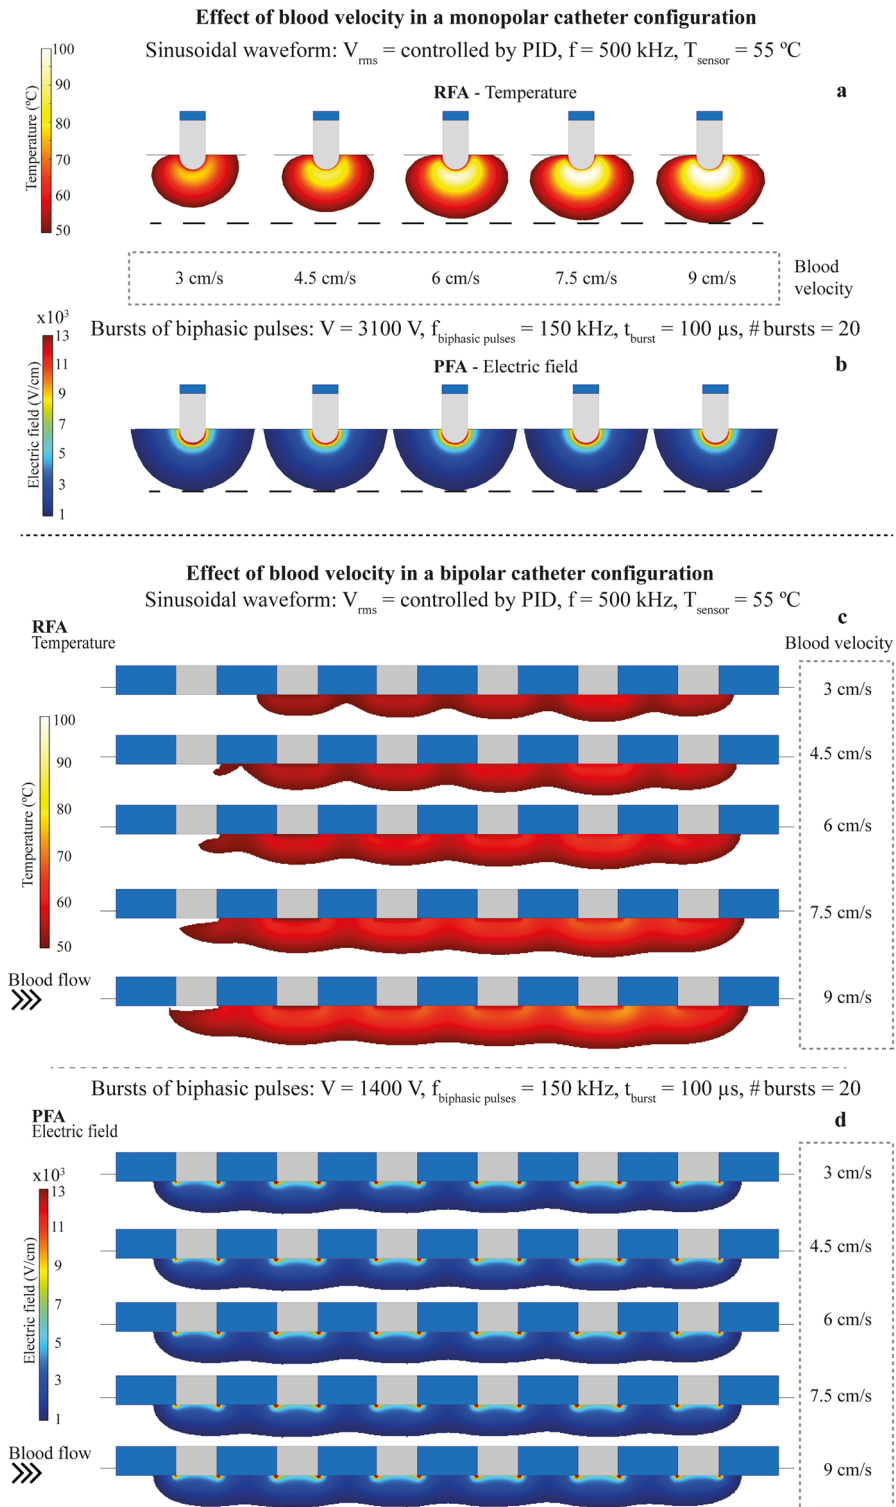 Effect of blood velocity in a monopolar catheter configuration
Sinusoidal waveform: Vrms = controlled by PID, f = 500 kHz, Tsensor = 55 ºC
RFA - Temperature
a
Temperature (ºC)
100
90
80
70
60
50
3 cm/s 4.5 cm/s 6 cm/s 7.5 cm/s 9 cm/s
Blood
velocity
Bursts of biphasic pulses: V = 3100 V, fbiphasic pulses = 150 kHz, tburst = 100 µs, # bursts = 20
PFA - Electric field
b
x10³
Electric field (V/cm)
13
11
9
7
5
3
1
Effect of blood velocity in a bipolar catheter configuration
Sinusoidal waveform: Vrms = controlled by PID, f = 500 kHz, Tsensor = 55 ºC
c
RFA
Temperature
Blood velocity
3 cm/s
4.5 cm/s
6 cm/s
7.5 cm/s
9 cm/s
Temperature (ºC)
100
90
80
70
60
50
Blood flow
Bursts of biphasic pulses: V = 1400 V, fbiphasic pulses = 150 kHz, tburst = 100 µs, # bursts = 20
d
PFA
Electric field
x10³
Electric field (V/cm)
13
11
9
7
5
3
1
3 cm/s
4.5 cm/s
6 cm/s
7.5 cm/s
9 cm/s
Blood flow